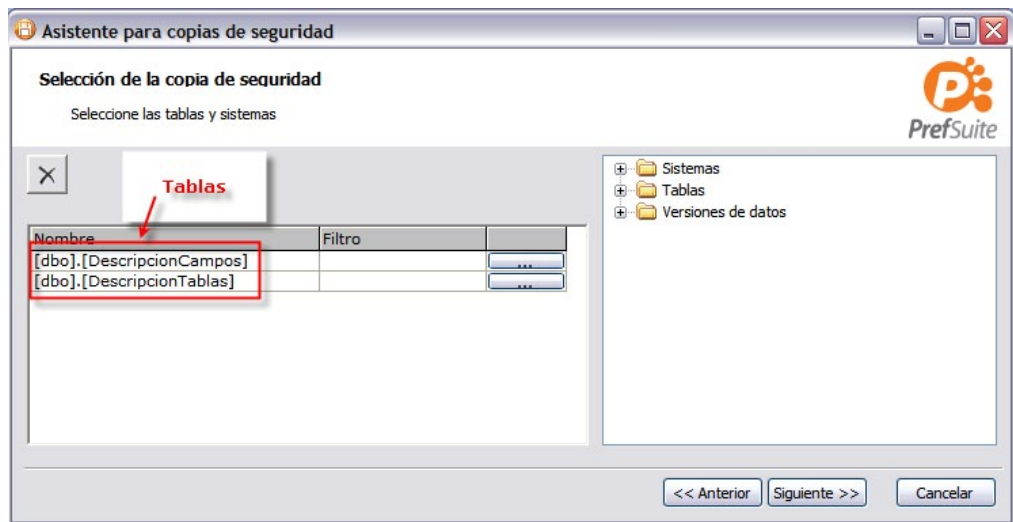 Asistente para copias de seguridad
Selección de la copia de seguridad
Seleccione las tablas y sistemas
PrefSuite
Tablas
Nombre Filtro
[dbo].[DescripcionCampos] ...
[dbo].[DescripcionTablas] ...
Sistemas
Tablas
Versiones de datos
<< Anterior Siguiente >> Cancelar